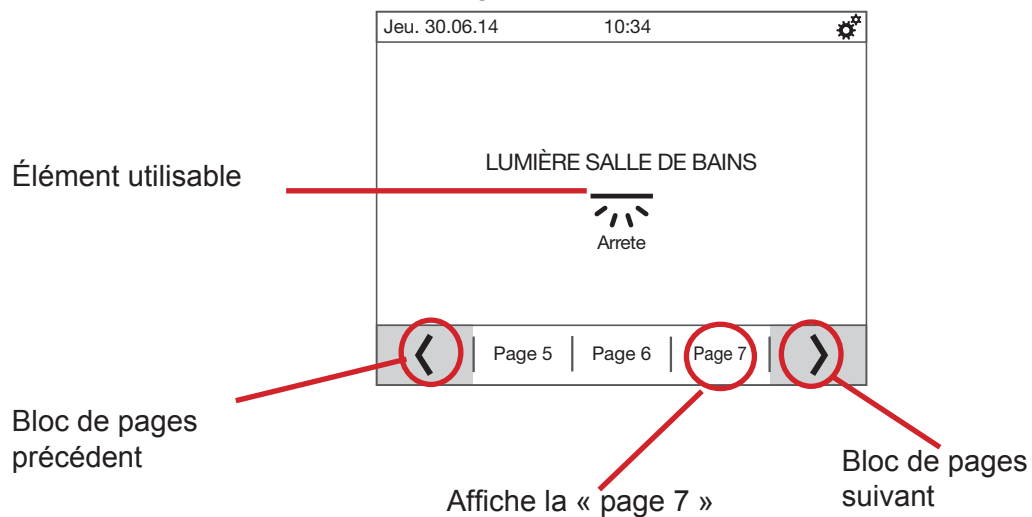 Jeu. 30.06.14 10:34
Élément utilisable
LUMIÈRE SALLE DE BAINS
Arrete
Page 5 Page 6 Page 7
Bloc de pages
précédent
Affiche la « page 7 »
Bloc de pages
suivant